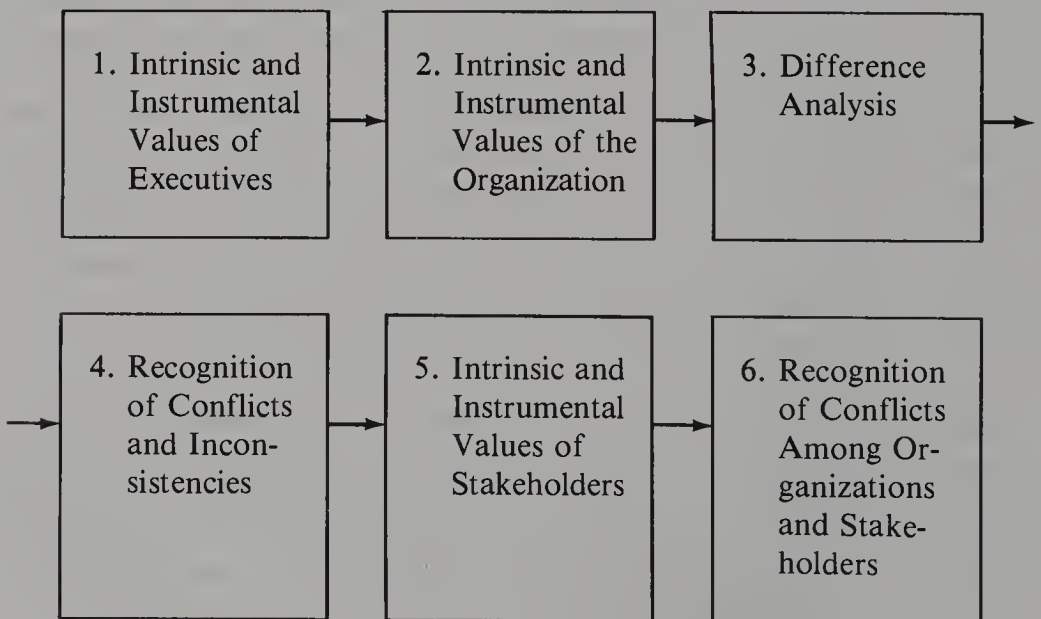 1. Intrinsic and
Instrumental
Values of
Executives
2. Intrinsic and
Instrumental
Values of the
Organization
3. Difference
Analysis
4. Recognition
of Conflicts
and Incon-
sistencies
5. Intrinsic and
Instrumental
Values of
Stakeholders
6. Recognition
of Conflicts
Among Or-
ganizations
and Stake-
holders